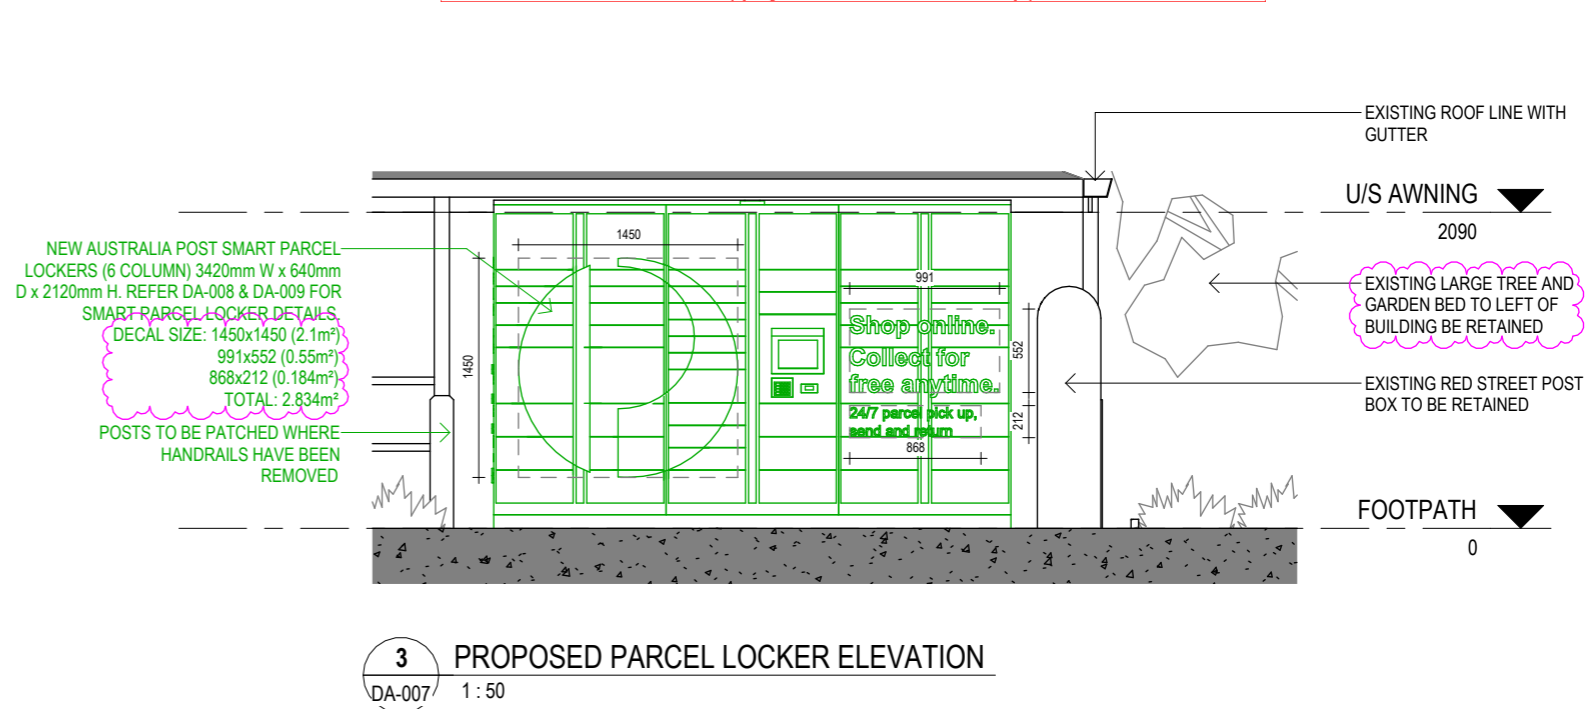 EXISTING ROOF LINE WITH
GUTTER
U/S AWNING
2090
NEW AUSTRALIA POST SMART PARCEL
LOCKERS (6 COLUMN) 3420mm W x 640mm
D x 2120mm H. REFER DA-008 & DA-009 FOR
SMART PARCEL LOCKER DETAILS.
DECAL SIZE: 1450x1450 (2.1m²)
991x552 (0.55m²)
868x212 (0.184m²)
TOTAL: 2.834m²
POSTS TO BE PATCHED WHERE
HANDRAILS HAVE BEEN
REMOVED
1450
1450
991
Shop online.
Collect for
free anytime.
552
24/7 parcel pick up,
send and return
212
868
EXISTING LARGE TREE AND
GARDEN BED TO LEFT OF
BUILDING BE RETAINED
EXISTING RED STREET POST
BOX TO BE RETAINED
FOOTPATH
0
3
DA-007
PROPOSED PARCEL LOCKER ELEVATION
1 : 50